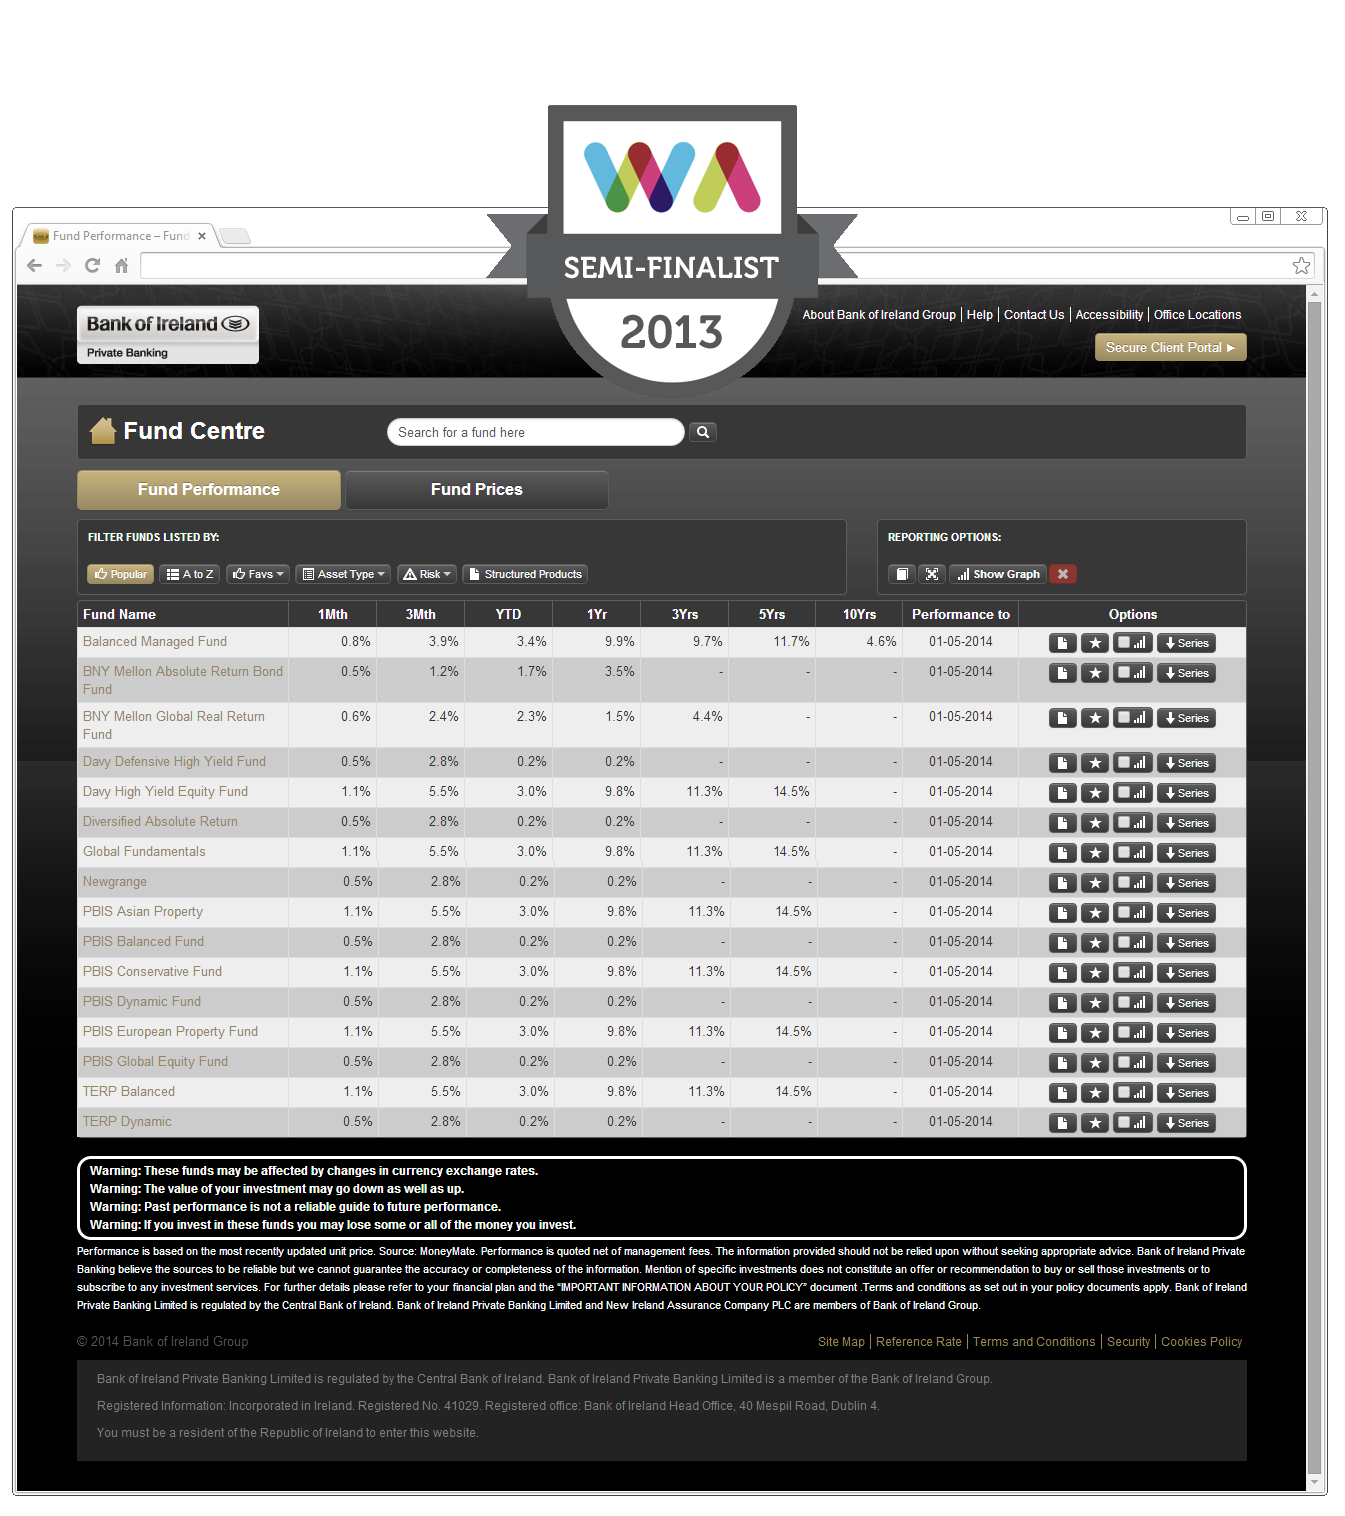 SEMI-FINALIST
2013
Fund Performance – Fund
Bank of Ireland
Private Banking
About Bank of Ireland Group | Help | Contact Us | Accessibility | Office Locations
Secure Client Portal
Fund Centre
Search for a fund here
Fund Performance Fund Prices
FILTER FUNDS LISTED BY: REPORTING OPTIONS:
Popular A to Z Favs Asset Type Risk Structured Products Show Graph
Fund Name 1Mth 3Mth YTD 1Yr 3Yrs 5Yrs 10Yrs Performance to Options
Balanced Managed Fund 0.8% 3.9% 3.4% 9.9% 9.7% 11.7% 4.6% 01-05-2014 Series
BNY Mellon Absolute Return Bond 0.5% 1.2% 1.7% 3.5% - - - 01-05-2014 Series
Fund
BNY Mellon Global Real Return 0.6% 2.4% 2.3% 1.5% 4.4% - - 01-05-2014 Series
Fund
Davy Defensive High Yield Fund 0.5% 2.8% 0.2% 0.2% - - - 01-05-2014 Series
Davy High Yield Equity Fund 1.1% 5.5% 3.0% 9.8% 11.3% 14.5% - 01-05-2014 Series
Diversified Absolute Return 0.5% 2.8% 0.2% 0.2% - - - 01-05-2014 Series
Global Fundamentals 1.1% 5.5% 3.0% 9.8% 11.3% 14.5% - 01-05-2014 Series
Newgrange 0.5% 2.8% 0.2% 0.2% - - - 01-05-2014 Series
PBIS Asian Property 1.1% 5.5% 3.0% 9.8% 11.3% 14.5% - 01-05-2014 Series
PBIS Balanced Fund 0.5% 2.8% 0.2% 0.2% - - - 01-05-2014 Series
PBIS Conservative Fund 1.1% 5.5% 3.0% 9.8% 11.3% 14.5% - 01-05-2014 Series
PBIS Dynamic Fund 0.5% 2.8% 0.2% 0.2% - - - 01-05-2014 Series
PBIS European Property Fund 1.1% 5.5% 3.0% 9.8% 11.3% 14.5% - 01-05-2014 Series
PBIS Global Equity Fund 0.5% 2.8% 0.2% 0.2% - - - 01-05-2014 Series
TERP Balanced 1.1% 5.5% 3.0% 9.8% 11.3% 14.5% - 01-05-2014 Series
TERP Dynamic 0.5% 2.8% 0.2% 0.2% - - - 01-05-2014 Series
Warning: These funds may be affected by changes in currency exchange rates.
Warning: The value of your investment may go down as well as up.
Warning: Past performance is not a reliable guide to future performance.
Warning: If you invest in these funds you may lose some or all of the money you invest.
Performance is based on the most recently updated unit price. Source: MoneyMate. Performance is quoted net of management fees. The information provided should not be relied upon without seeking appropriate advice. Bank of Ireland Private
Banking believe the sources to be reliable but we cannot guarantee the accuracy or completeness of the information. Mention of specific investments does not constitute an offer or recommendation to buy or sell those investments or to
subscribe to any investment services. For further details please refer to your financial plan and the “IMPORTANT INFORMATION ABOUT YOUR POLICY” document .Terms and conditions as set out in your policy documents apply. Bank of Ireland
Private Banking Limited is regulated by the Central Bank of Ireland. Bank of Ireland Private Banking Limited and New Ireland Assurance Company PLC are members of Bank of Ireland Group.
© 2014 Bank of Ireland Group Site Map | Reference Rate | Terms and Conditions | Security | Cookies Policy
Bank of Ireland Private Banking Limited is regulated by the Central Bank of Ireland. Bank of Ireland Private Banking Limited is a member of the Bank of Ireland Group.
Registered Information: Incorporated in Ireland. Registered No. 41029. Registered office: Bank of Ireland Head Office, 40 Mespil Road, Dublin 4.
You must be a resident of the Republic of Ireland to enter this website.